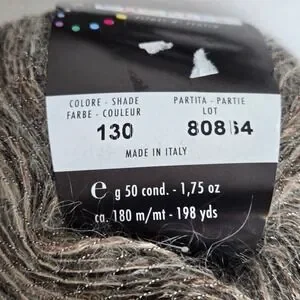 COLORE - SHADE
FARBE - COULEUR
130
PARTITA - PARTIE
LOT
MADE IN ITALY
e g 50 cond. - 1,75 oz
ca. 180 m/mt - 198 yds